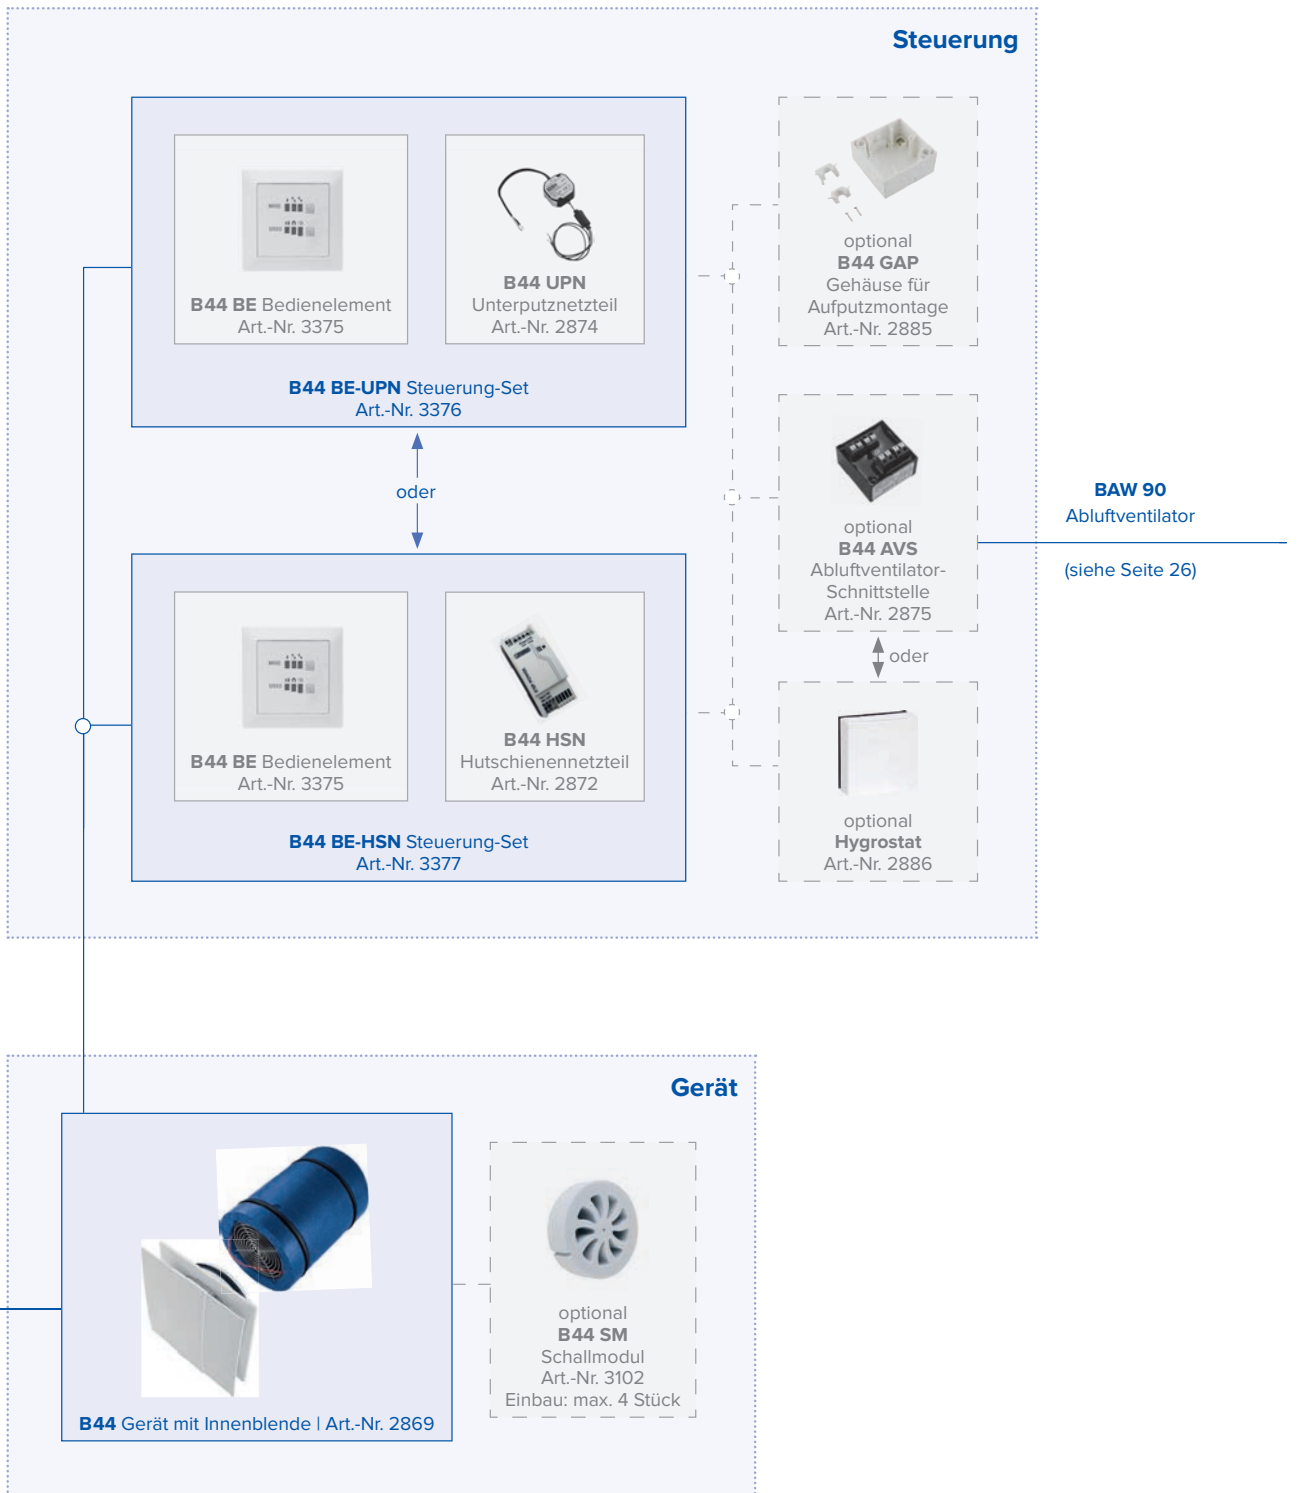 Steuerung
B44 BE Bedienelement
Art.-Nr. 3375
B44 UPN
Unterputznetzteil
Art.-Nr. 2874
B44 BE-UPN Steuerung-Set
Art.-Nr. 3376
oder
B44 BE Bedienelement
Art.-Nr. 3375
B44 HSN
Hutschienennetzteil
Art.-Nr. 2872
B44 BE-HSN Steuerung-Set
Art.-Nr. 3377
optional
B44 GAP
Gehäuse für
Aufputzmontage
Art.-Nr. 2885
optional
B44 AVS
Abluftventilator-
Schnittstelle
Art.-Nr. 2875
oder
optional
Hygrostat
Art.-Nr. 2886
BAW 90
Abluftventilator
(siehe Seite 26)
Gerät
B44 Gerät mit Innenblende | Art.-Nr. 2869
optional
B44 SM
Schallmodul
Art.-Nr. 3102
Einbau: max. 4 Stück